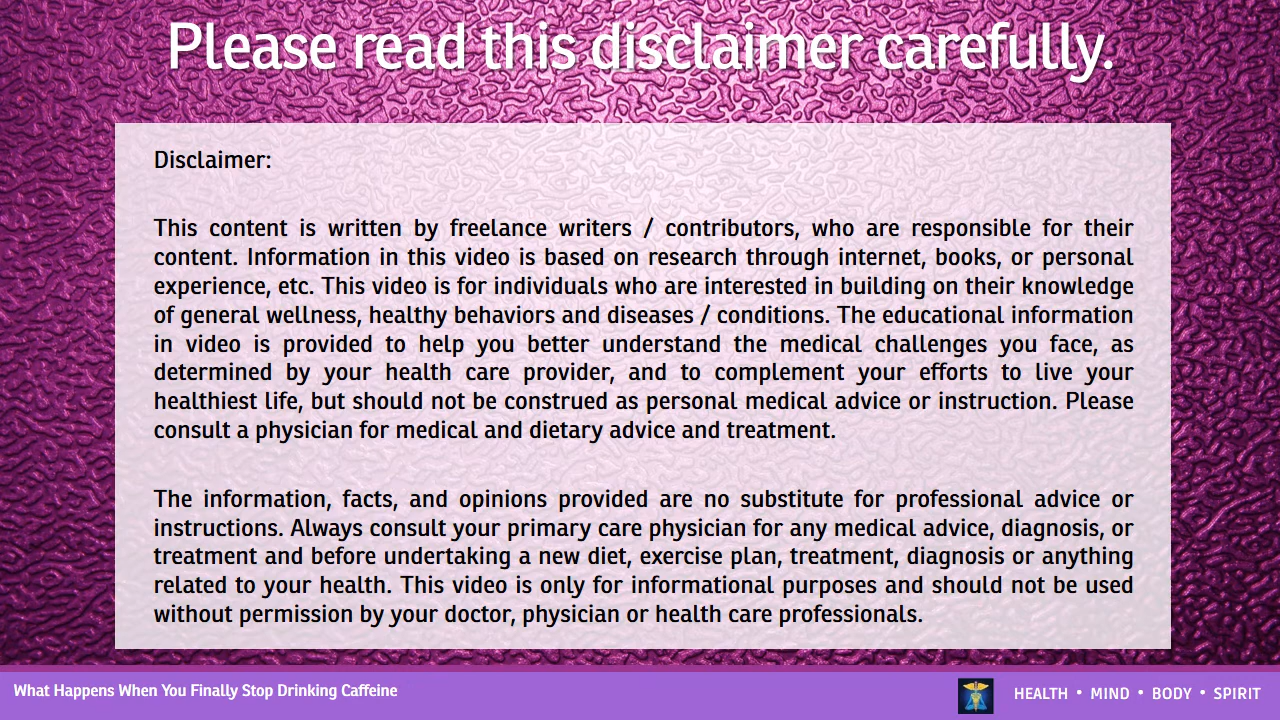 Please read this disclaimer carefully.
Disclaimer:
This content is written by freelance writers / contributors, who are responsible for their
content. Information in this video is based on research through internet, books, or personal
experience, etc. This video is for individuals who are interested in building on their knowledge
of general wellness, healthy behaviors and diseases / conditions. The educational information
in video is provided to help you better understand the medical challenges you face, as
determined by your health care provider, and to complement your efforts to live your
healthiest life, but should not be construed as personal medical advice or instruction. Please
consult a physician for medical and dietary advice and treatment.
The information, facts, and opinions provided are no substitute for professional advice or
instructions. Always consult your primary care physician for any medical advice, diagnosis, or
treatment and before undertaking a new diet, exercise plan, treatment, diagnosis or anything
related to your health. This video is only for informational purposes and should not be used
without permission by your doctor, physician or health care professionals.
What Happens When You Finally Stop Drinking Caffeine
HEALTH • MIND • BODY • SPIRIT